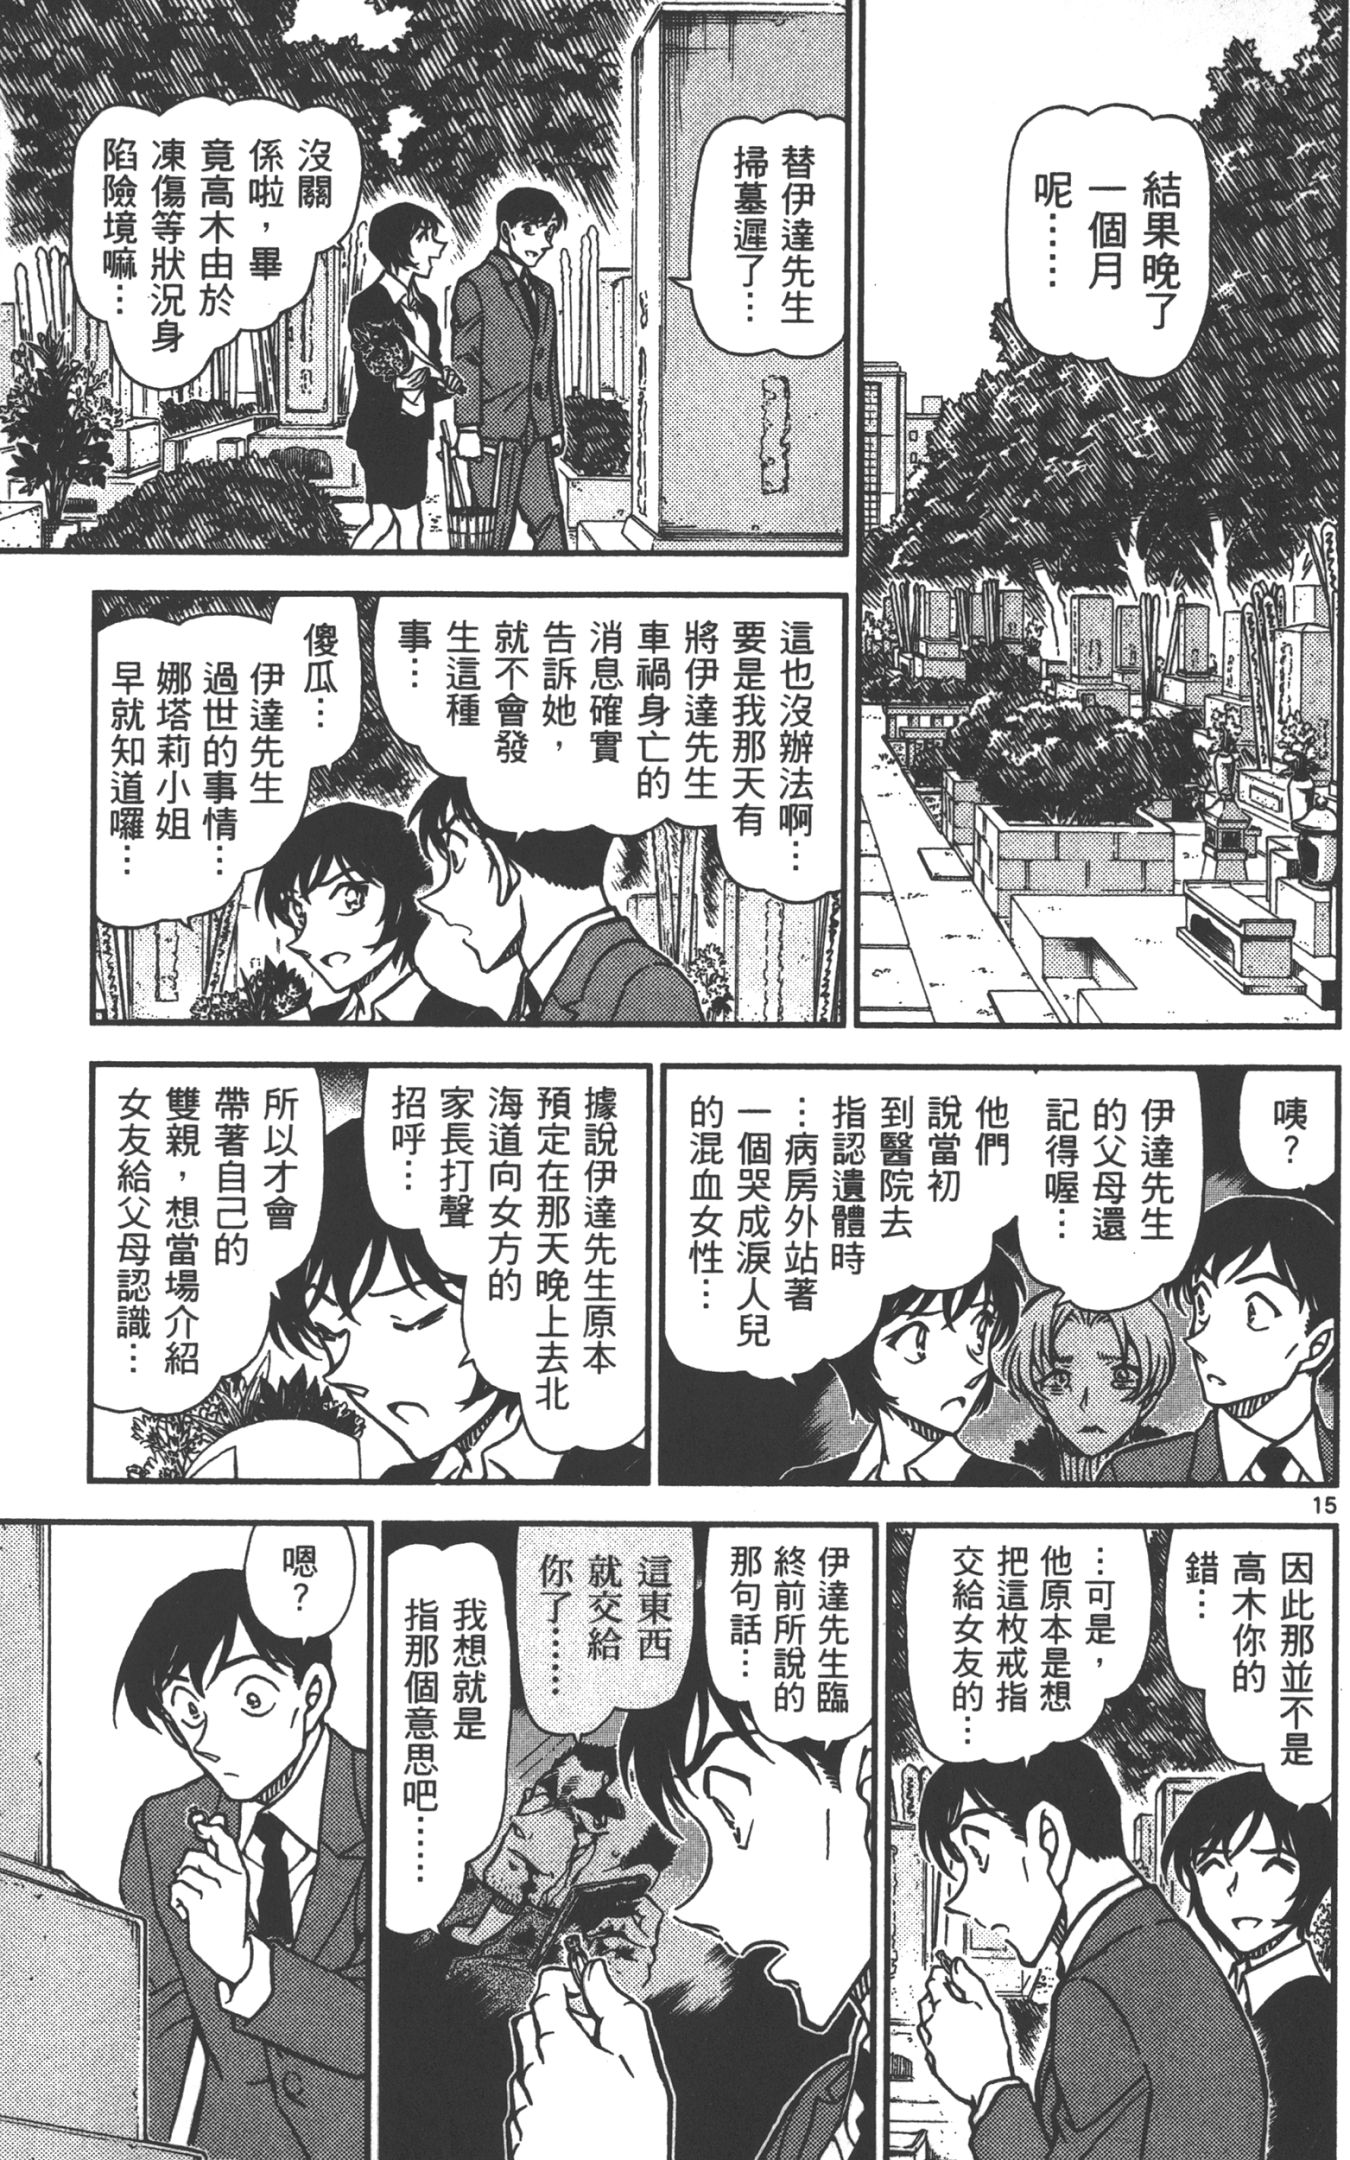 結果晚了
一個月
呢……
替伊達先生
掃墓遲了…
沒關
係啦，畢
竟高木由於
凍傷等狀況身
陷險境嘛…
這也沒辦法啊…
要是我那天有
將伊達先生
車禍身亡的
消息確實
告訴她，
就不會發
生這種
事…
傻瓜…
伊達先生
過世的事情…
娜塔莉小姐
早就知道囉…
咦？
伊達先生
的父母還
記得喔…
他們
說當初
到醫院去
指認遺體時
…病房外站著
一個哭成淚人兒
的混血女性…
據說伊達先生原本
預定在那天晚上去北
海道向女方的
家長打聲
招呼…
所以才會
帶著自己的
雙親，想當場介紹
女友給父母認識…
15
因此那並不是
高木你的
錯…
…可是，
他原本是想
把這枚戒指
交給女友的…
伊達先生臨
終前所說的
那句話…
這東西
就交給
你了……
我想就是
指那個意思吧……
嗯？